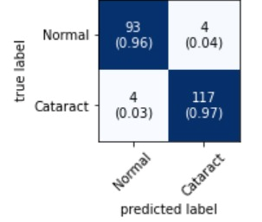 true label
Normal
93
(0.96)
4
(0.04)
Cataract
4
(0.03)
117
(0.97)
Normal
Cataract
predicted label